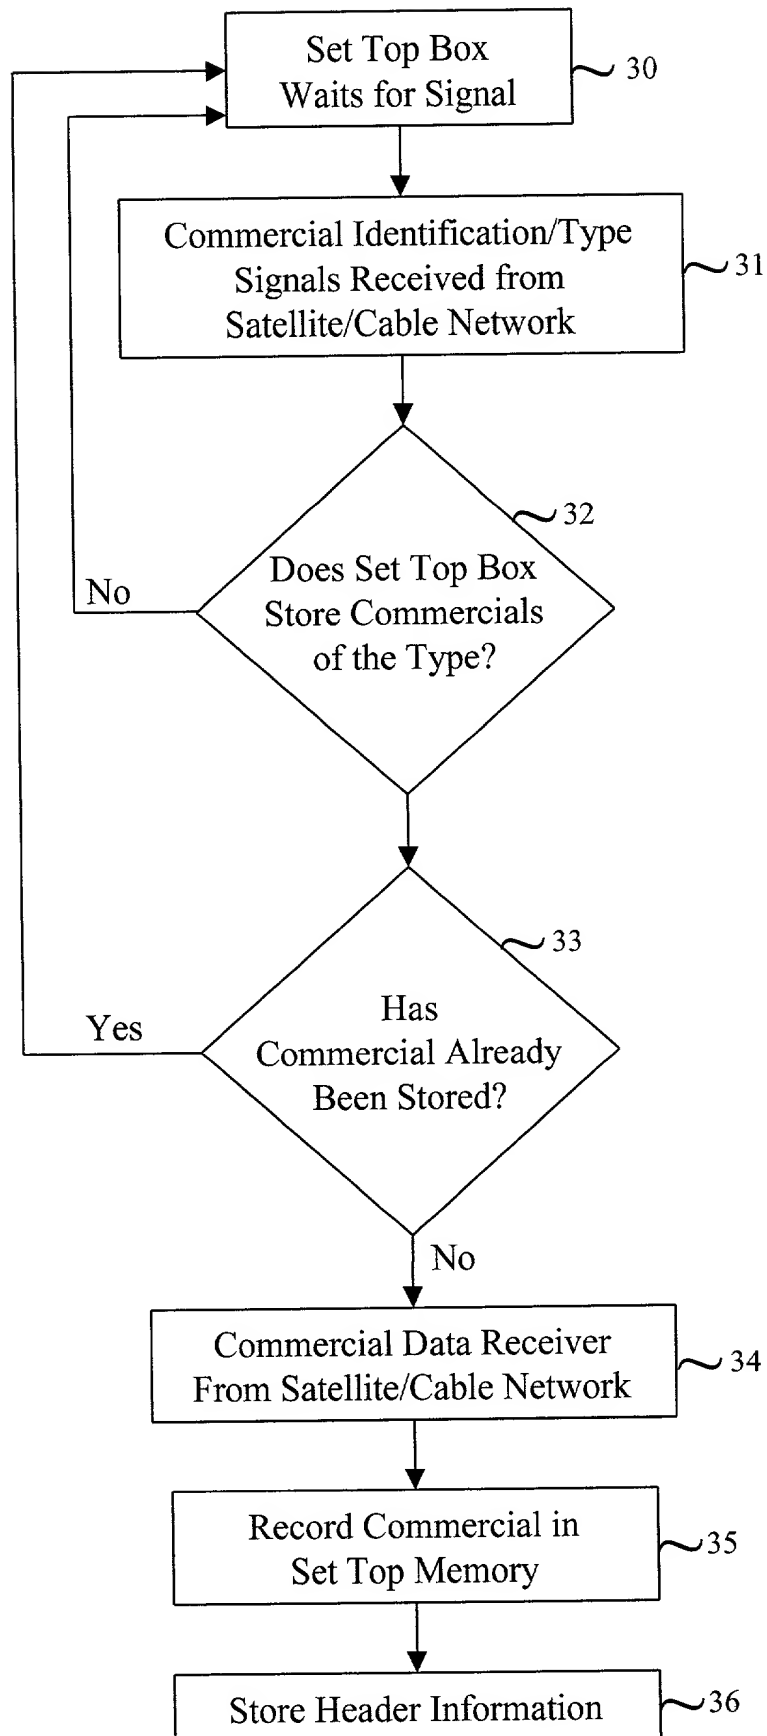 Set Top Box
Waits for Signal
30
Commercial Identification/Type
Signals Received from
Satellite/Cable Network
31
32
Does Set Top Box
Store Commercials
of the Type?
No
33
Has
Commercial Already
Been Stored?
Yes
No
Commercial Data Receiver
From Satellite/Cable Network
34
Record Commercial in
Set Top Memory
35
Store Header Information
36